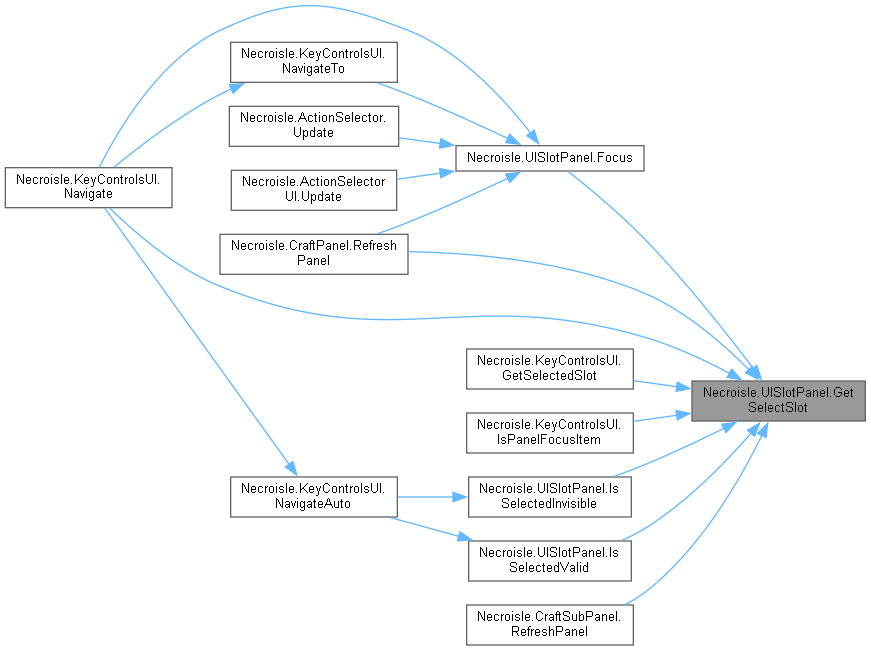 Necroisle.KeyControlsUI.
NavigateTo
Necroisle.ActionSelector.
Update
Necroisle.UISlotPanel.Focus
Necroisle.KeyControlsUI.
Navigate
Necroisle.ActionSelector
UI.Update
Necroisle.CraftPanel.Refresh
Panel
Necroisle.KeyControlsUI.
GetSelectedSlot
Necroisle.UISlotPanel.Get
SelectSlot
Necroisle.KeyControlsUI.
IsPanelFocusItem
Necroisle.KeyControlsUI.
NavigateAuto
Necroisle.UISlotPanel.Is
SelectedInvisible
Necroisle.UISlotPanel.Is
SelectedValid
Necroisle.CraftSubPanel.
RefreshPanel